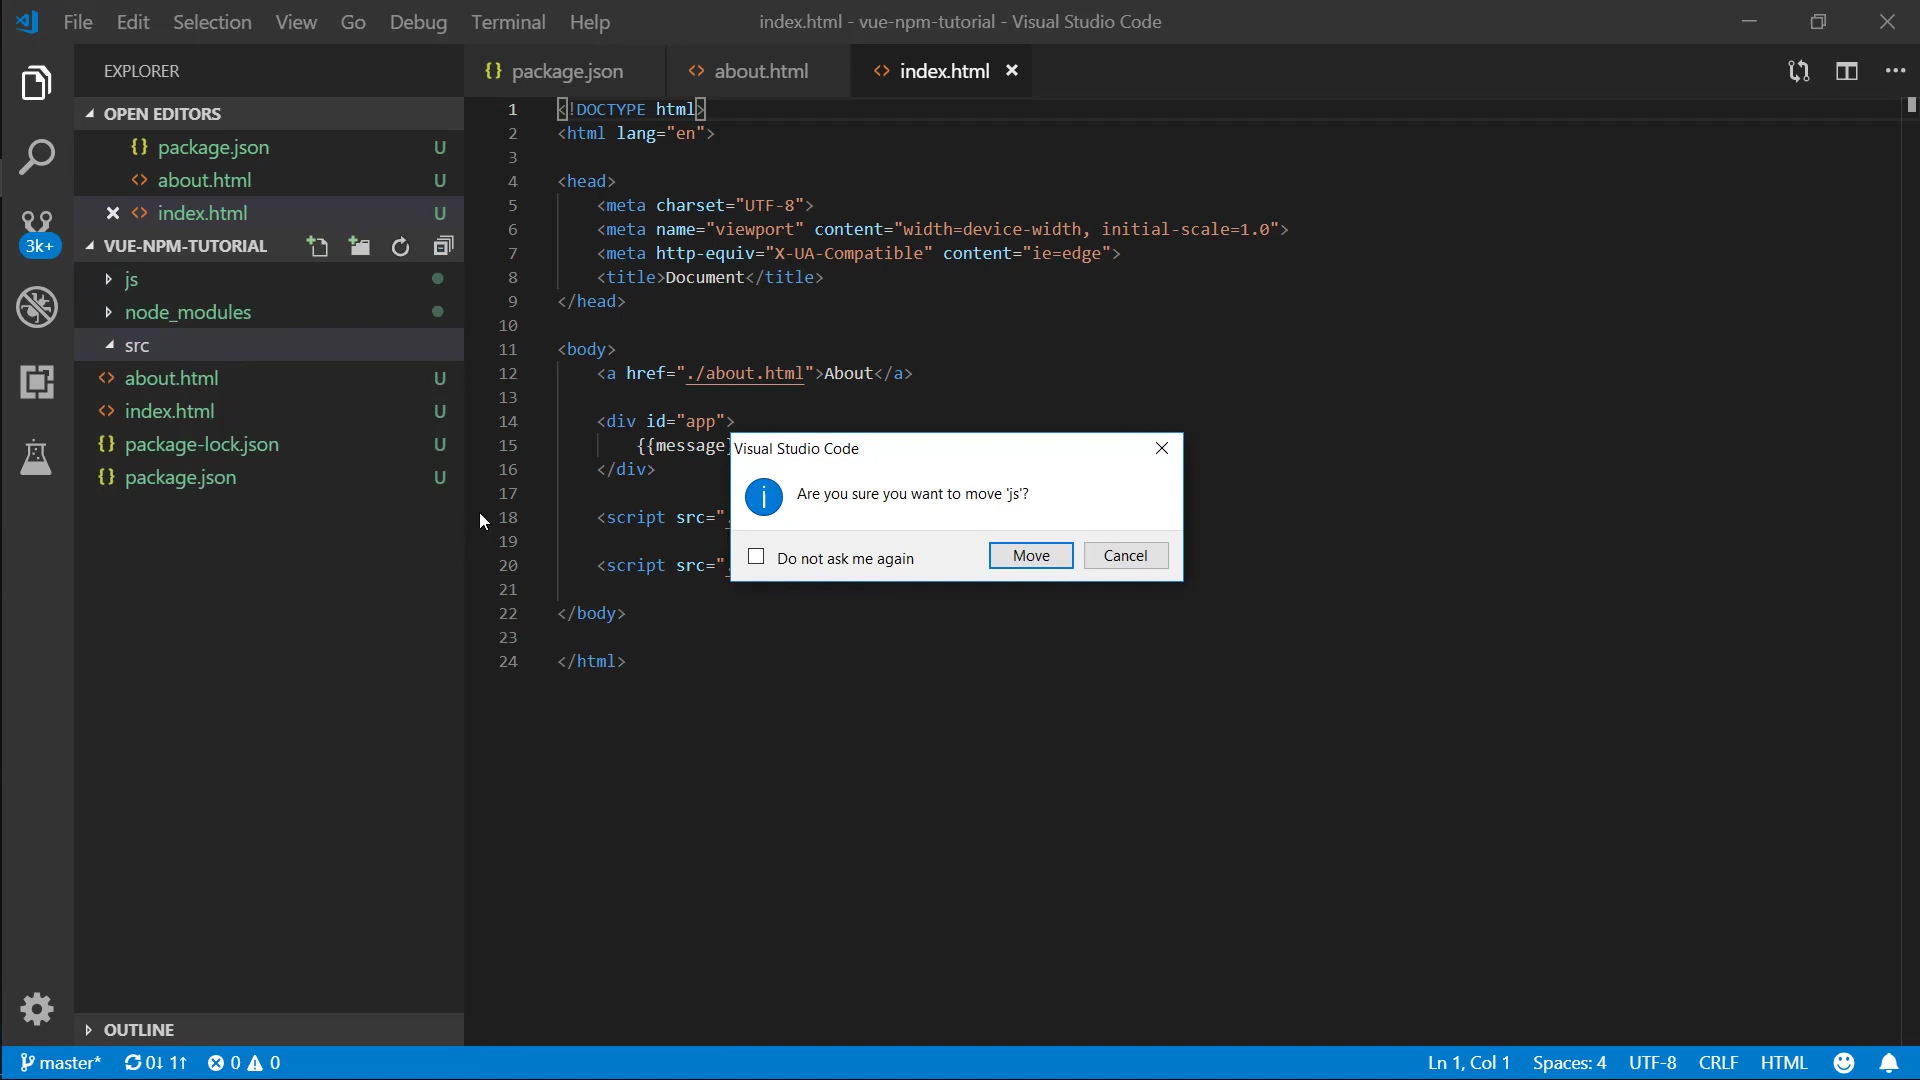 File Edit Selection View Go Debug Terminal Help
index.html - vue-npm-tutorial - Visual Studio Code
EXPLORER
OPEN EDITORS
{} package.json U
<> about.html U
<> index.html U
VUE-NPM-TUTORIAL
js
node_modules
src
<> about.html U
<> index.html U
{} package-lock.json U
{} package.json U
OUTLINE
3k+
{} package.json <> about.html <> index.html
1 <!DOCTYPE html>
2 <html lang="en">
3
4 <head>
5 <meta charset="UTF-8">
6 <meta name="viewport" content="width=device-width, initial-scale=1.0">
7 <meta http-equiv="X-UA-Compatible" content="ie=edge">
8 <title>Document</title>
9 </head>
10
11 <body>
12 <a href="./about.html">About</a>
13
14 <div id="app">
15 {{message
16 </div>
17
18 <script src="
19
20 <script src="
21
22 </body>
23
24 </html>
Visual Studio Code
Are you sure you want to move 'js'?
Do not ask me again Move Cancel
master* 0↓ 1↑ 0 0 Ln 1, Col 1 Spaces: 4 UTF-8 CRLF HTML